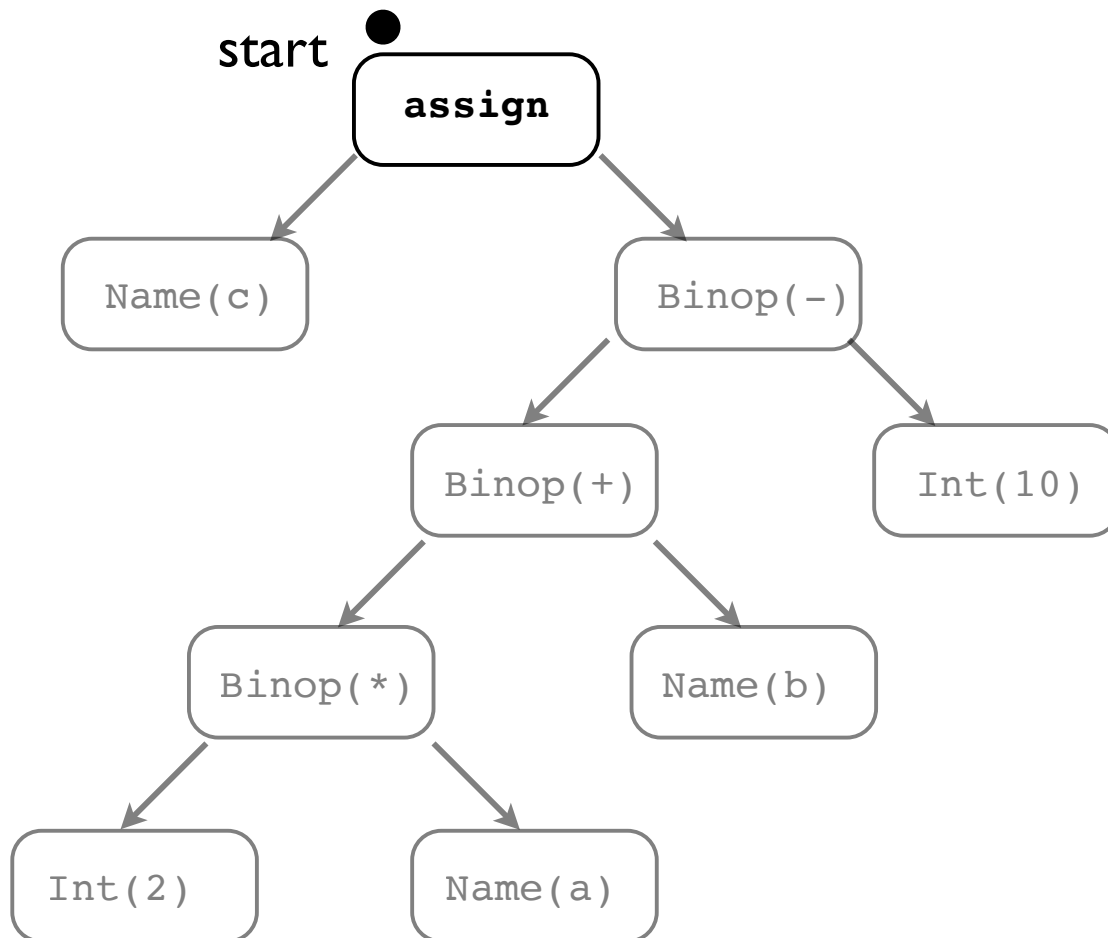 start
assign
Name(c)
Binop(-)
Binop(+)
Int(10)
Binop(*)
Name(b)
Int(2)
Name(a)